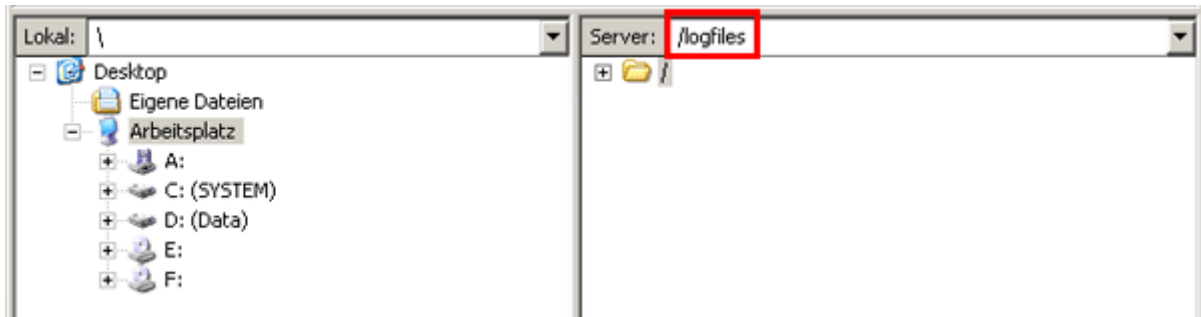 Lokal: \
Desktop
Eigene Dateien
Arbeitsplatz
A:
C: (SYSTEM)
D: (Data)
E:
F:
Server: /logfiles
/